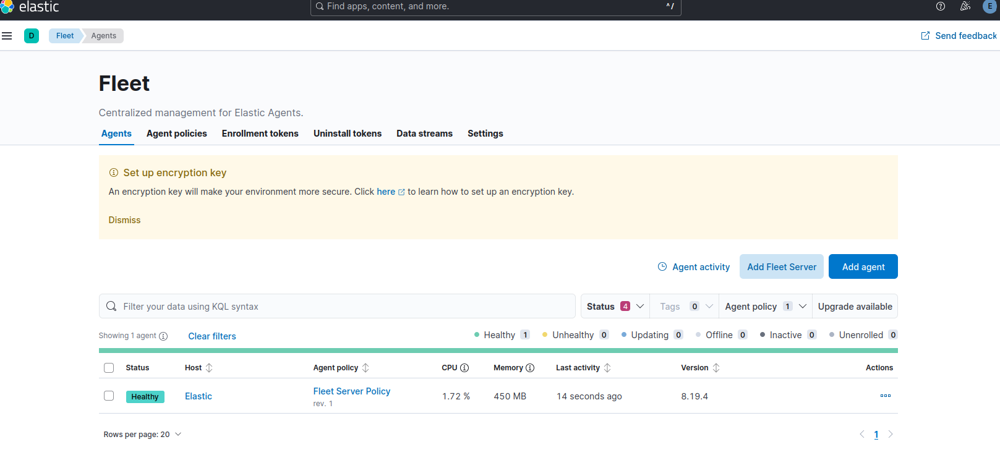 elastic
Find apps, content, and more.
^/
E
D
Fleet
Agents
Send feedback
Fleet
Centralized management for Elastic Agents.
Agents
Agent policies
Enrollment tokens
Uninstall tokens
Data streams
Settings
Set up encryption key
An encryption key will make your environment more secure. Click here to learn how to set up an encryption key.
Dismiss
Agent activity
Add Fleet Server
Add agent
Filter your data using KQL syntax
Status 4
Tags 0
Agent policy 1
Upgrade available
Showing 1 agent
Clear filters
Healthy 1
Unhealthy 0
Updating 0
Offline 0
Inactive 0
Unenrolled 0
Status Host Agent policy CPU Memory Last activity Version Actions
Healthy Elastic Fleet Server Policy 1.72 % 450 MB 14 seconds ago 8.19.4
rev. 1
Rows per page: 20
1